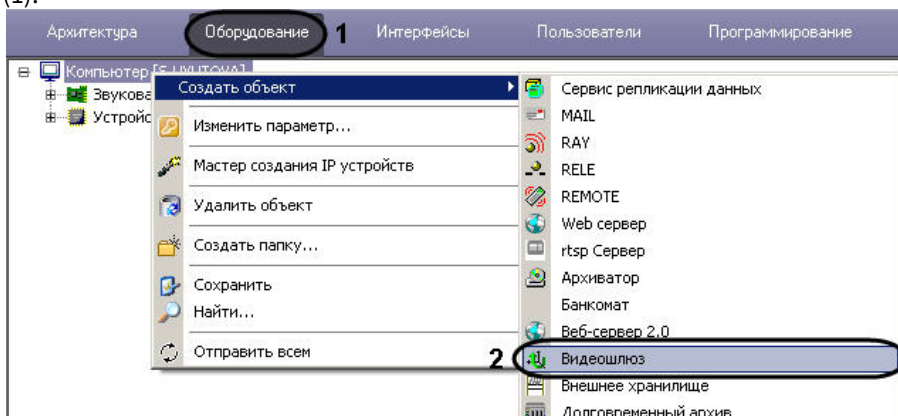 (1).
Архитектура Оборудование 1 Интерфейсы Пользователи Программирование
Компьютер
Звукова
Устройс
Создать объект
Изменить параметр...
Мастер создания IP устройств
Удалить объект
Создать папку...
Сохранить
Найти...
Отправить всем
Сервис репликации данных
MAIL
RAY
RELE
REMOTE
Web сервер
rtsp Сервер
Архиватор
Банкомат
Веб-сервер 2.0
2 Видеошлюз
Внешнее хранилище
Долговременный архив